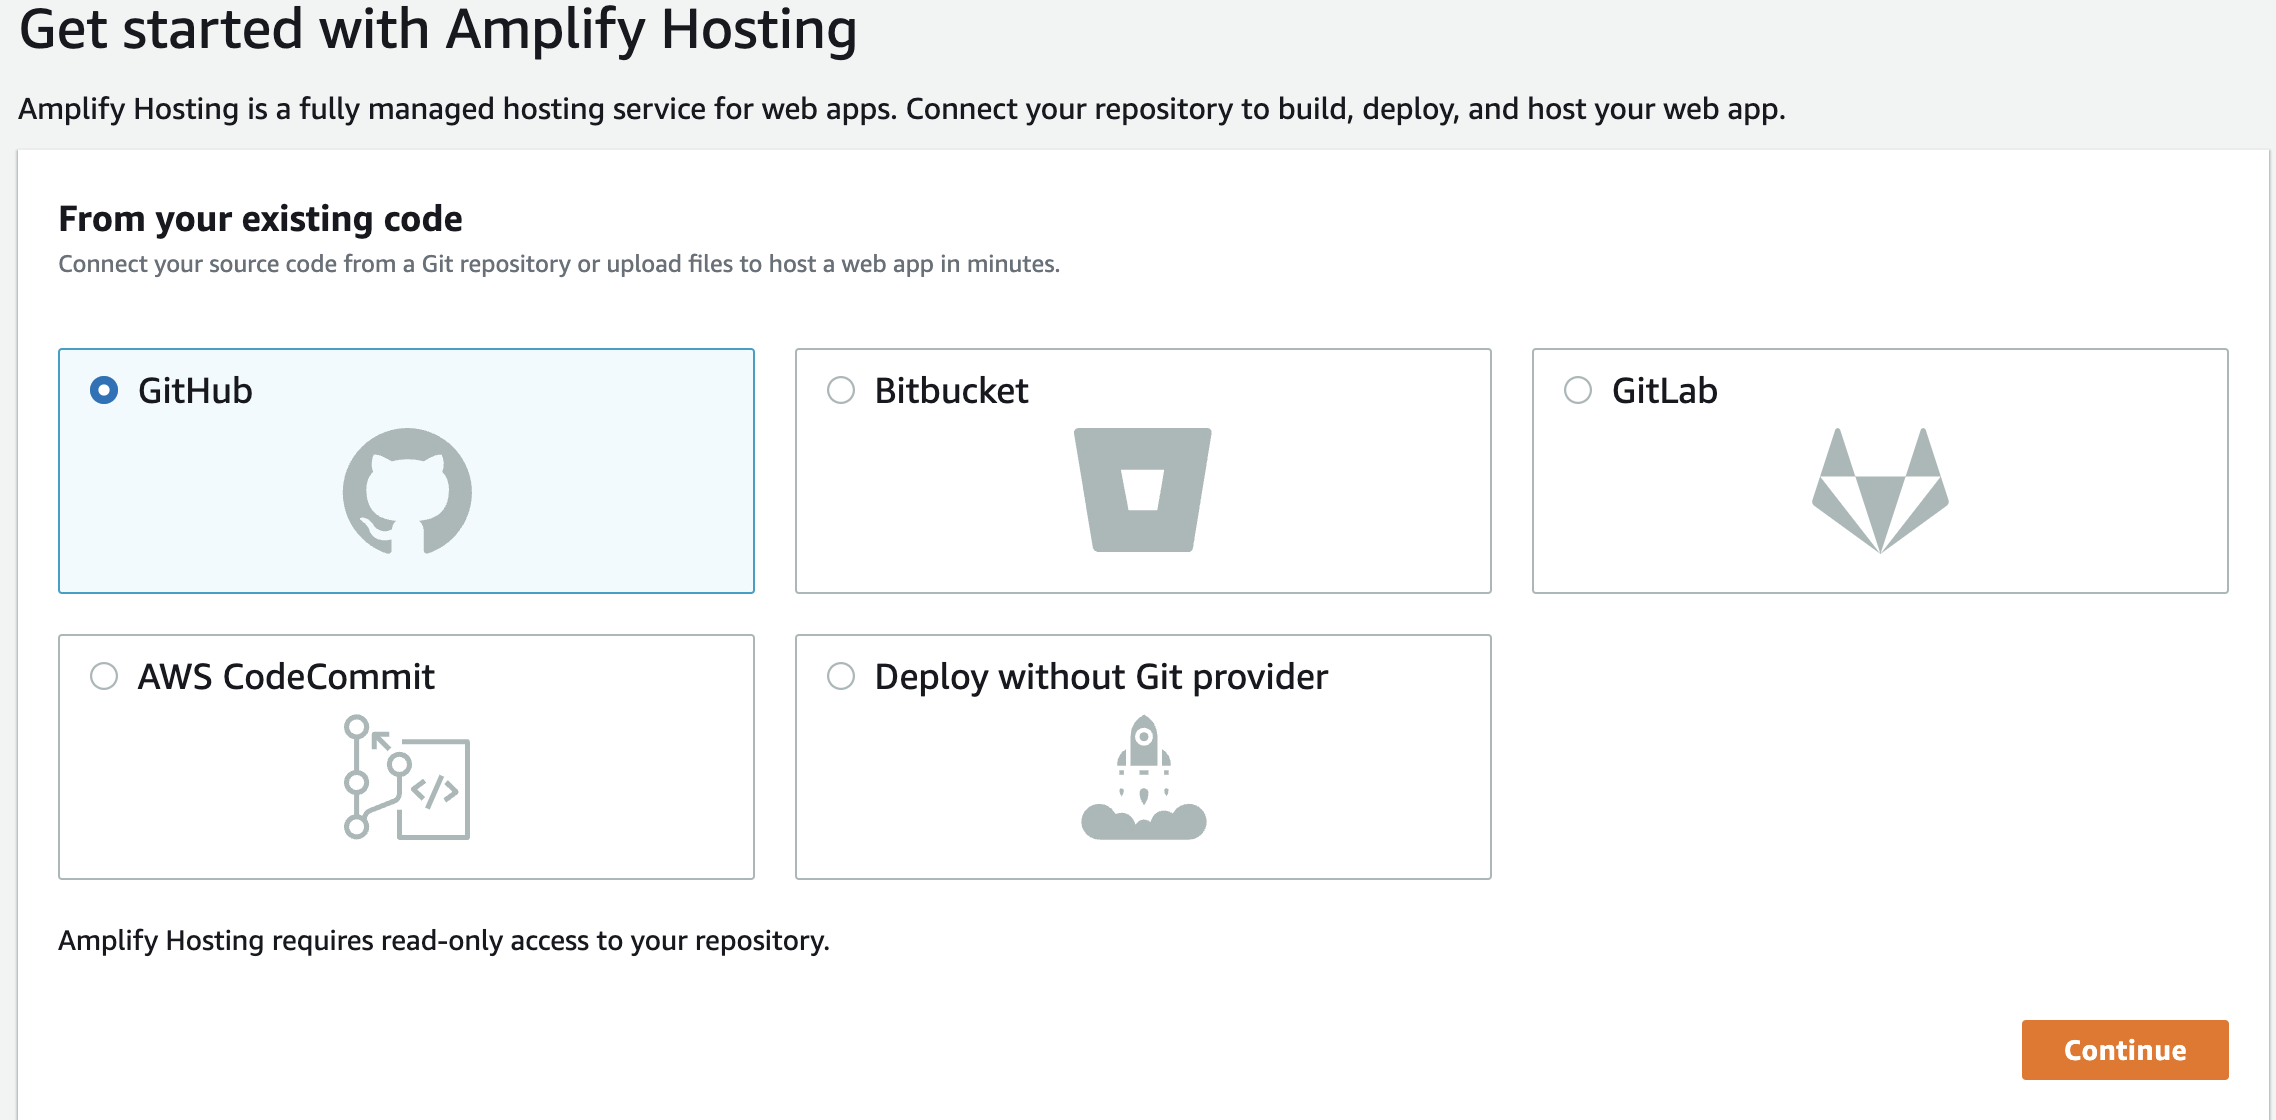 Get started with Amplify Hosting
Amplify Hosting is a fully managed hosting service for web apps. Connect your repository to build, deploy, and host your web app.
From your existing code
Connect your source code from a Git repository or upload files to host a web app in minutes.
GitHub
Bitbucket
GitLab
AWS CodeCommit
</>
Deploy without Git provider
Amplify Hosting requires read-only access to your repository.
Continue